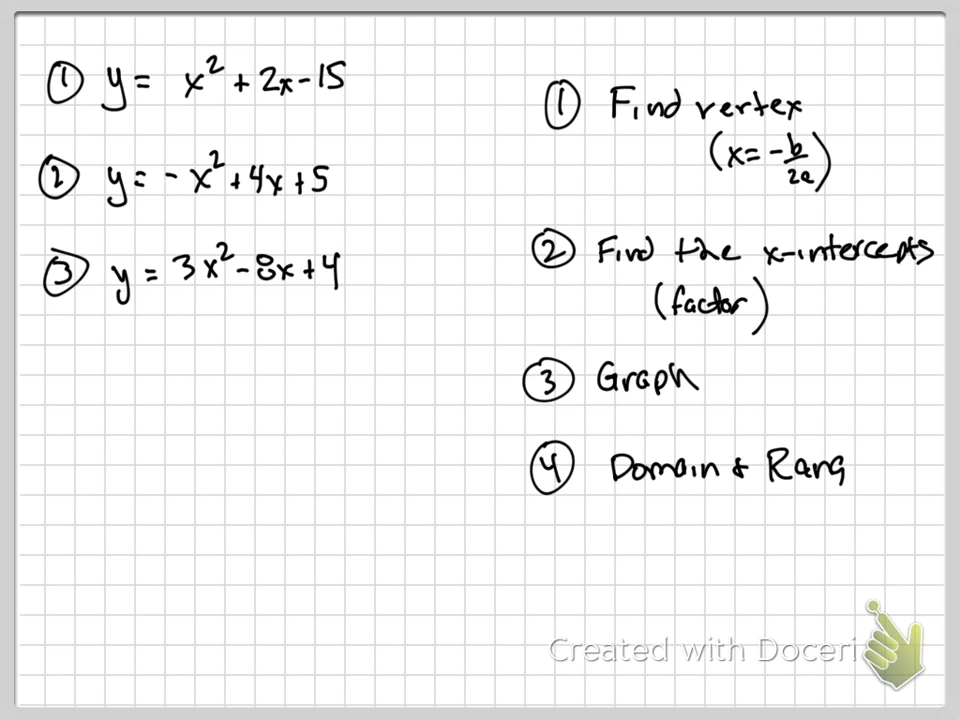 ① y = x² + 2x - 15
② y = - x² + 4x + 5
③ y = 3x² - 8x + 4
① Find vertex
(x = -b/2a)
② Find the x-intercepts
(factor)
③ Graph
④ Domain & Rang
Created with Doceri